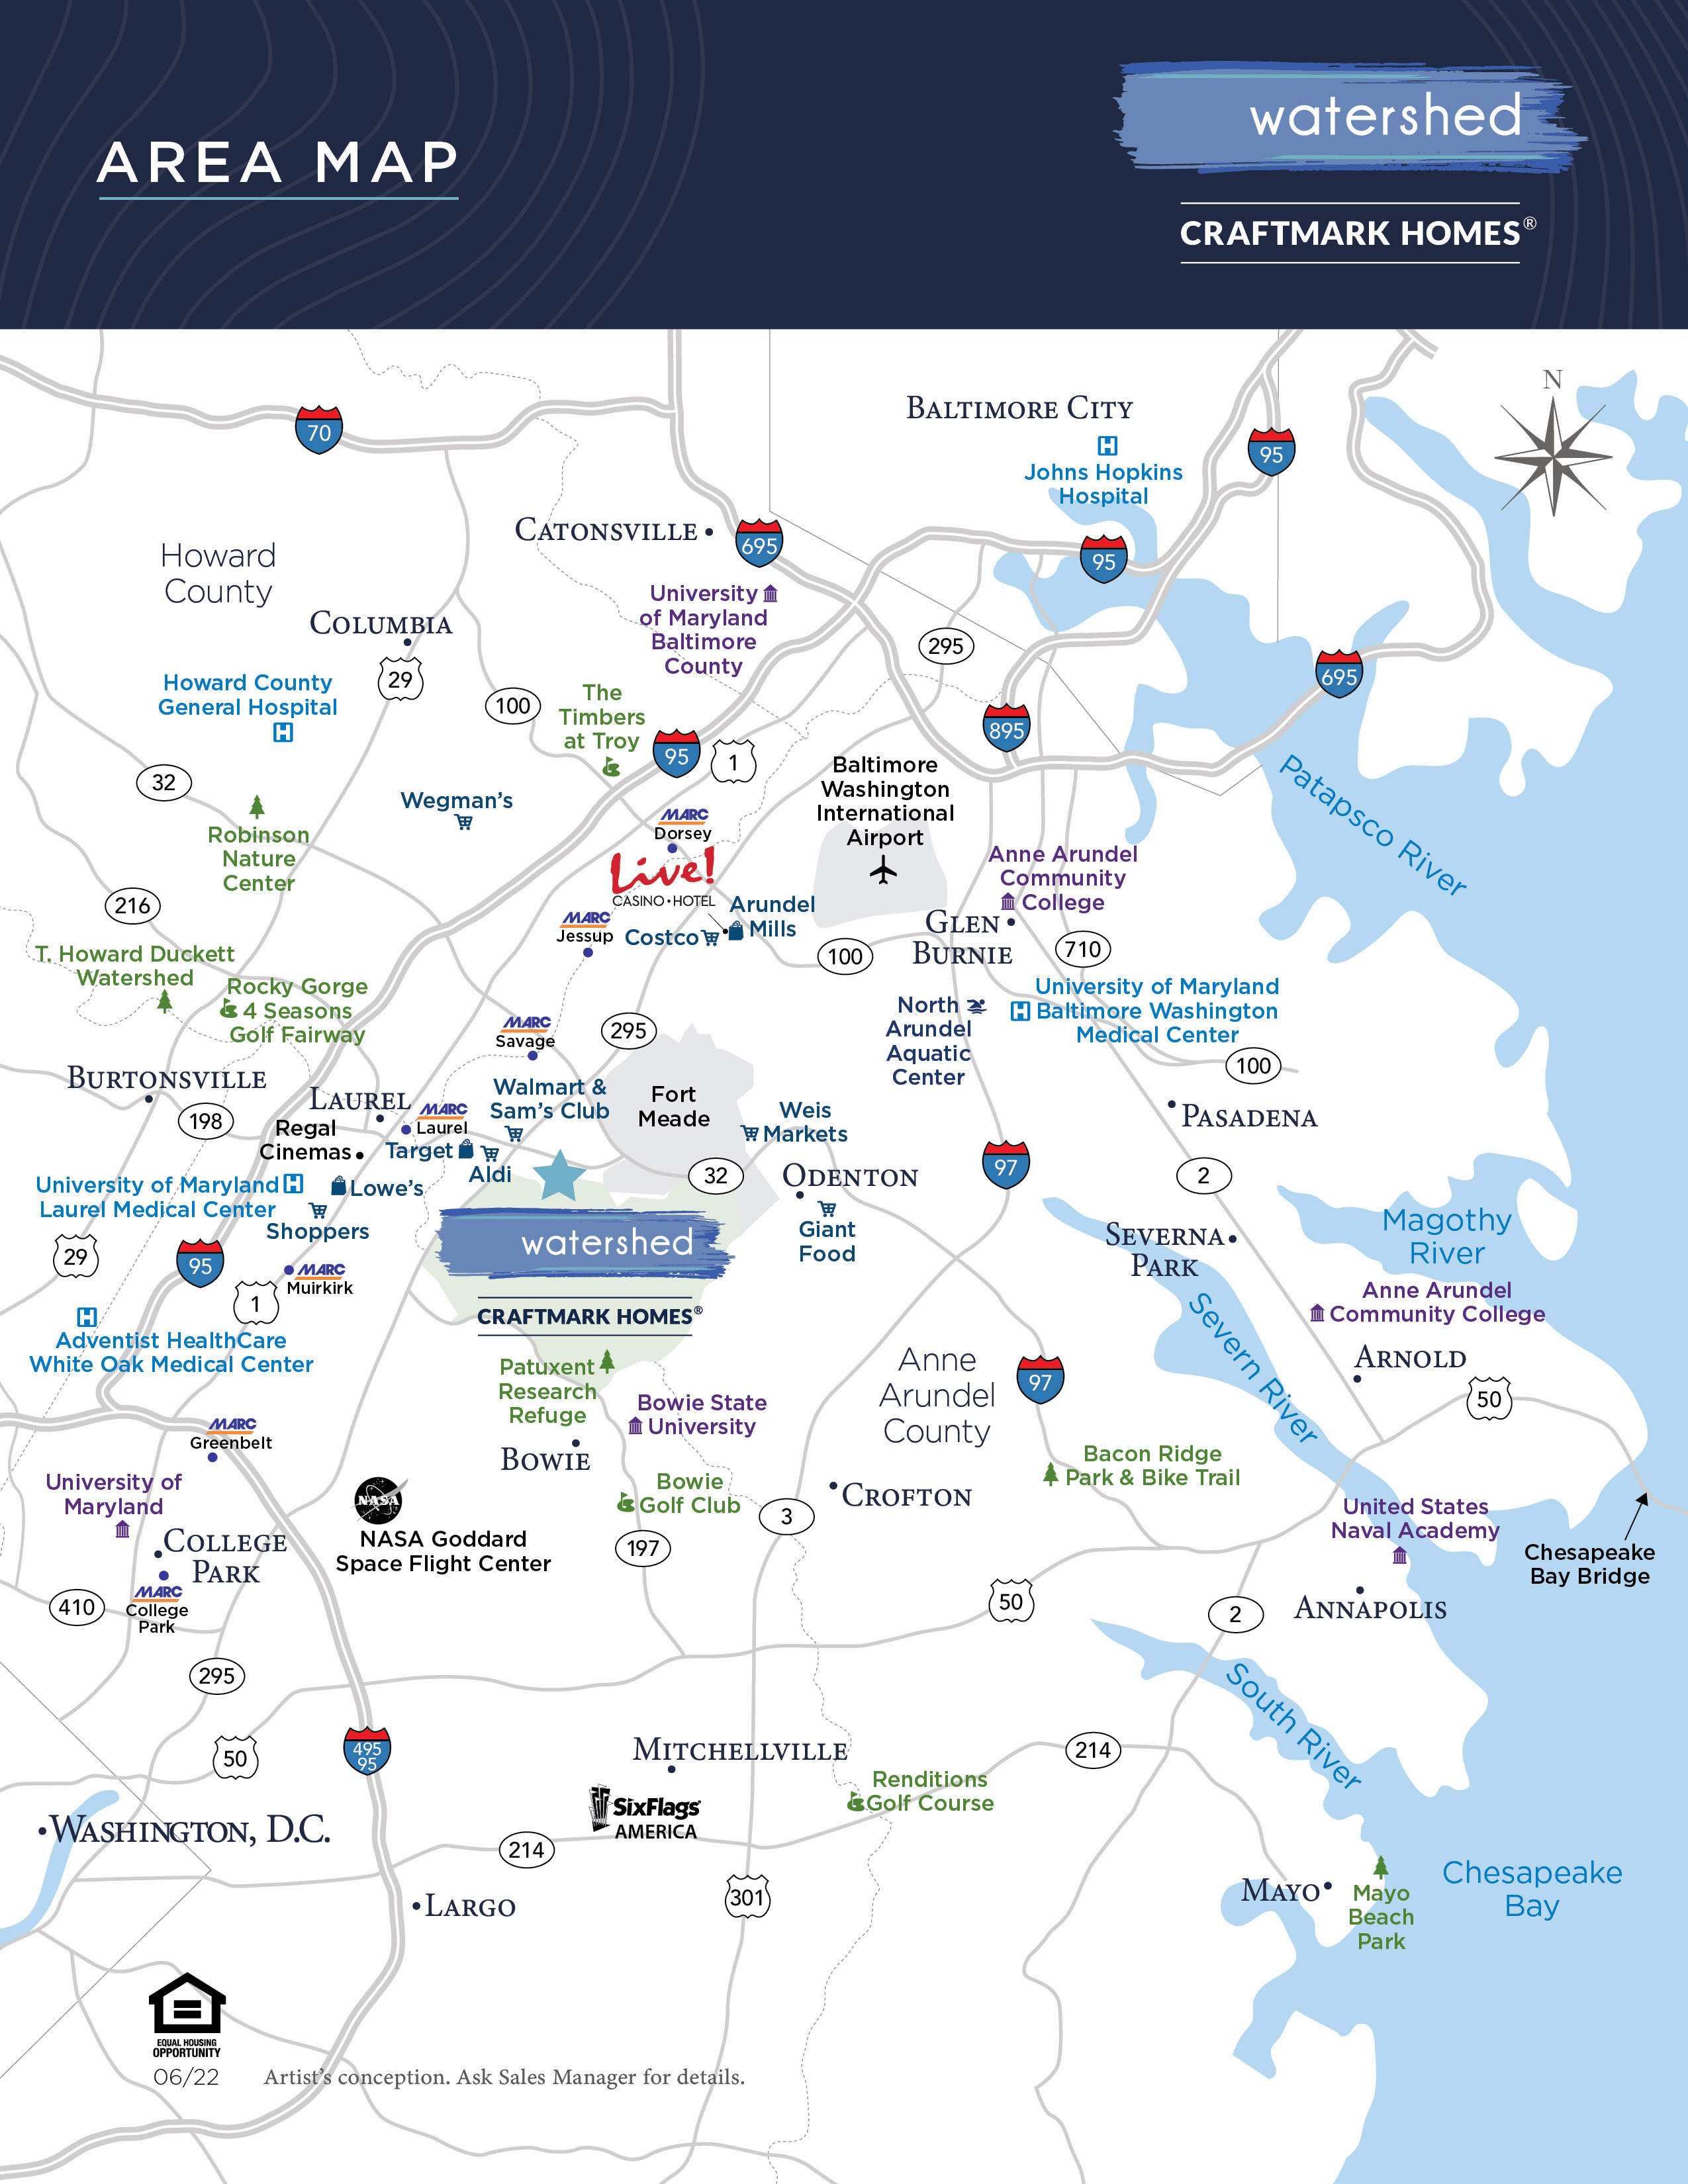 AREA MAP
watershed
CRAFTMARK HOMES®
N
BALTIMORE CITY
Johns Hopkins
Hospital
70
95
CATONSVILLE
695
95
Howard
County
University
of Maryland
Baltimore
County
COLUMBIA
29
295
695
Howard County
General Hospital
100
The
Timbers
at Troy
95
1
895
32
Baltimore
Washington
International
Airport
Patapsco River
Wegman's
MARC
Dorsey
Robinson
Nature
Center
Live!
CASINO • HOTEL
Anne Arundel
Community
College
216
Arundel
Mills
MARC
Jessup
Costco
GLEN
BURNIE
100
710
T. Howard Duckett
Watershed
Rocky Gorge
4 Seasons
Golf Fairway
University of Maryland
Baltimore Washington
Medical Center
North
Arundel
Aquatic
Center
MARC
Savage
295
100
BURTONSVILLE
198
LAUREL
MARC
Laurel
Walmart &
Sam's Club
Fort
Meade
Weis
Markets
PASADENA
Regal
Cinemas
Target
Aldi
32
ODENTON
97
2
University of Maryland
Laurel Medical Center
Lowe's
Shoppers
Giant
Food
SEVERNA
PARK
Magothy
River
29
95
watershed
CRAFTMARK HOMES®
MARC
Muirkirk
1
Severn River
Anne Arundel
Community College
Adventist HealthCare
White Oak Medical Center
Patuxent
Research
Refuge
Anne
Arundel
County
97
ARNOLD
50
Bowie State
University
MARC
Greenbelt
BOWIE
Bacon Ridge
Park & Bike Trail
University of
Maryland
NASA
NASA Goddard
Space Flight Center
Bowie
Golf Club
CROFTON
3
United States
Naval Academy
COLLEGE
PARK
197
Chesapeake
Bay Bridge
MARC
College
Park
410
50
2
ANNAPOLIS
295
South River
50
495
95
MITCHELLVILLE
214
Renditions
Golf Course
SixFlags®
AMERICA
WASHINGTON, D.C.
214
301
LARGO
MAYO
Mayo
Beach
Park
Chesapeake
Bay
EQUAL HOUSING
OPPORTUNITY
06/22
Artist's conception. Ask Sales Manager for details.